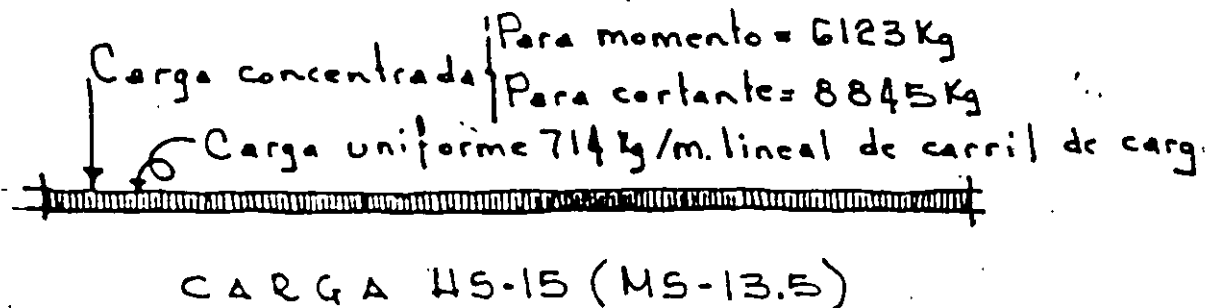 Para momento = 6123 Kg
Carga concentrada
Para cortante = 8845 Kg
Carga uniforme 714 kg/m. lineal de carril de carg.
CARGA HS-15 (MS-13.5)